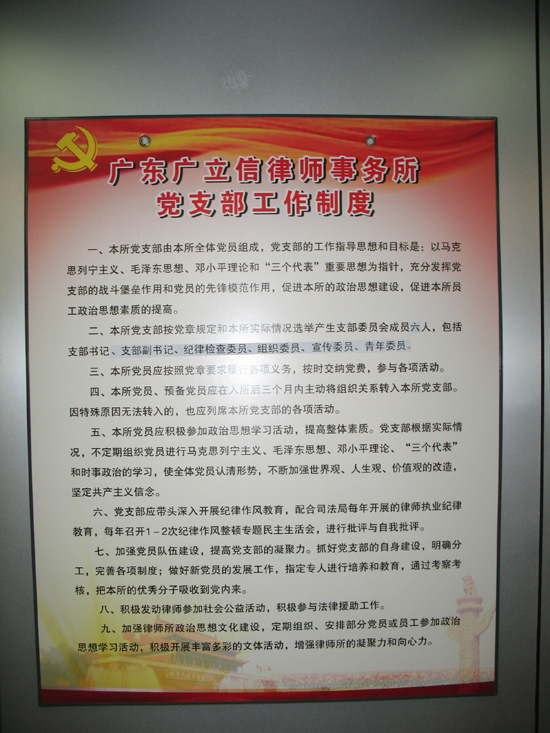 广东广立信律师事务所
党支部工作制度
一、本所党支部由本所全体党员组成，党支部的工作指导思想和目标是：以马克
思列宁主义、毛泽东思想、邓小平理论和“三个代表”重要思想为指针，充分发挥党
支部的战斗堡垒作用和党员的先锋模范作用，促进本所的政治思想建设，促进本所员
工政治思想素质的提高。
二、本所党支部按党章规定和本所实际情况选举产生支部委员会成员六人，包括
支部书记、支部副书记、纪律检查委员、组织委员、宣传委员、青年委员。
三、本所党员应按照党章要求履行各项义务，按时交纳党费，参与各项活动。
四、本所党员、预备党员应在入所后三个月内主动将组织关系转入本所党支部。
因特殊原因无法转入的，也应列席本所党支部的各项活动。
五、本所党员应积极参加政治思想学习活动，提高整体素质。党支部根据实际情
况，不定期组织党员进行马克思列宁主义、毛泽东思想、邓小平理论、“三个代表”
和时事政治的学习，使全体党员认清形势，不断加强世界观、人生观、价值观的改造，
坚定共产主义信念。
六、党支部应带头深入开展纪律作风教育，配合司法局每年开展的律师执业纪律
教育，每年召开1－2次纪律作风整顿专题民主生活会，进行批评与自我批评。
七、加强党员队伍建设，提高党支部的凝聚力。抓好党支部的自身建设，明确分
工，完善各项制度；做好新党员的发展工作，指定专人进行培养和教育，通过考察考
核，把本所的优秀分子吸收到党内来。
八、积极发动律师参加社会公益活动，积极参与法律援助工作。
九、加强律师所政治思想文化建设，定期组织、安排部分党员或员工参加政治
思想学习活动，积极开展丰富多彩的文体活动，增强律师所的凝聚力和向心力。